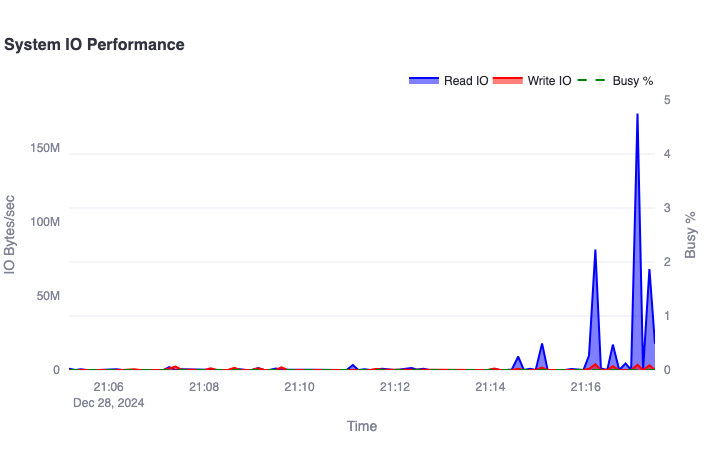 System IO Performance
Read IO Write IO Busy %
5
150M
4
100M
3
50M
2
1
0
0
IO Bytes/sec
Busy %
21:06 21:08 21:10 21:12 21:14 21:16
Dec 28, 2024
Time